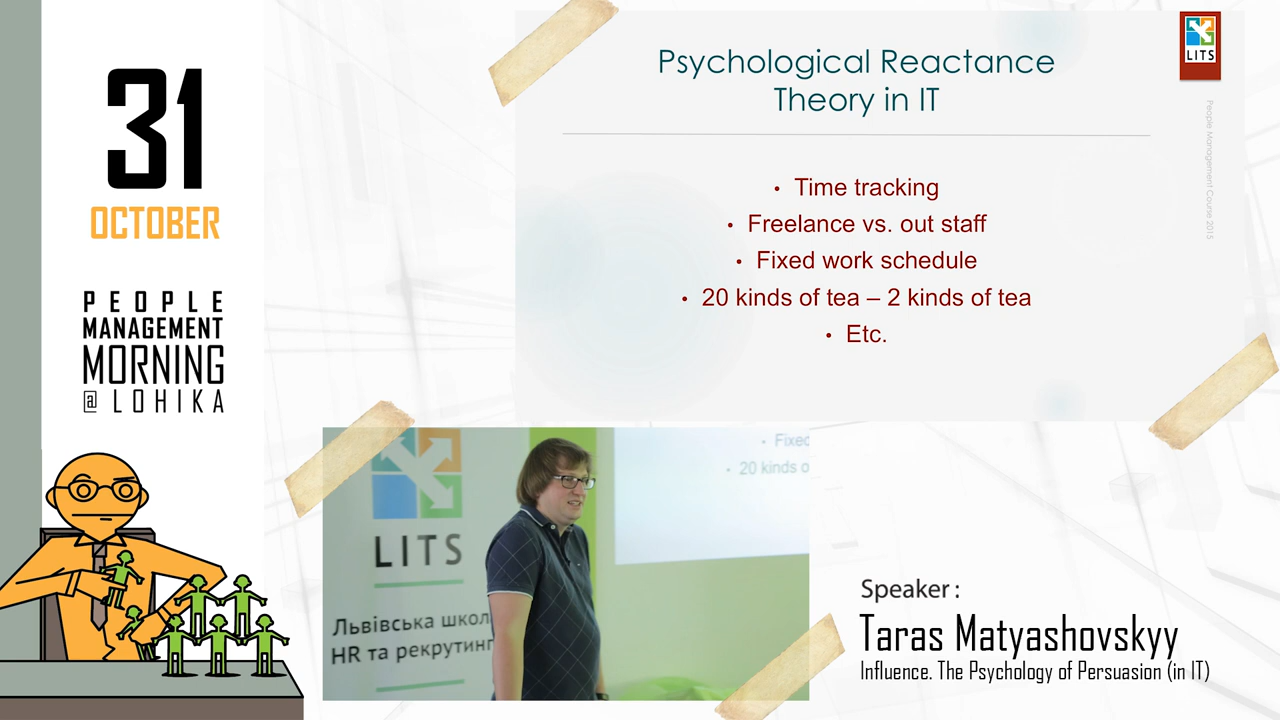 31
OCTOBER
PEOPLE
MANAGEMENT
MORNING
@ LOHIKA
Psychological Reactance
Theory in IT
• Time tracking
• Freelance vs. out staff
• Fixed work schedule
• 20 kinds of tea – 2 kinds of tea
• Etc.
LITS
People Management Course 2015
• Fixed
• 20 kinds o
LITS
Львівська школ
HR та рекрутинг
Speaker :
Taras Matyashovskyy
Influence. The Psychology of Persuasion (in IT)